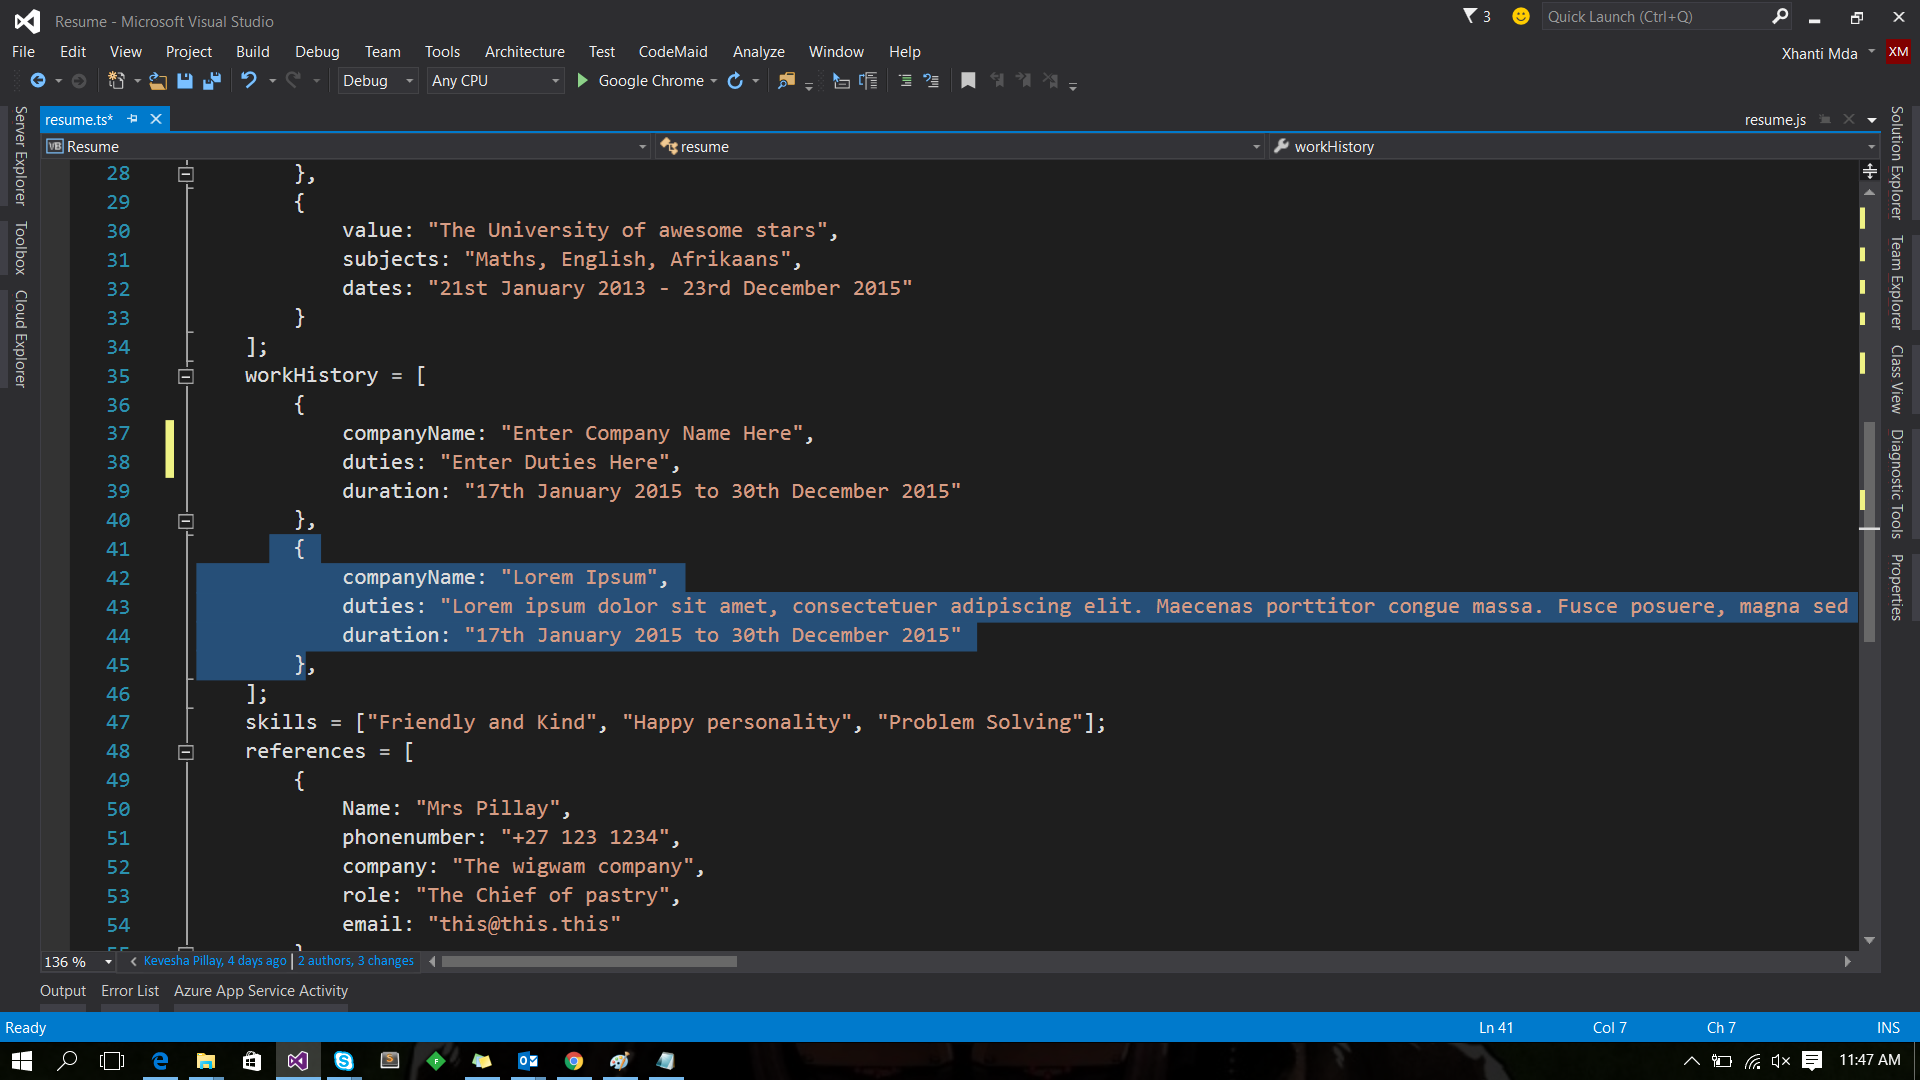 Resume - Microsoft Visual Studio
3
Quick Launch (Ctrl+Q)
File Edit View Project Build Debug Team Tools Architecture Test CodeMaid Analyze Window Help
Xhanti Mda
XM
Debug Any CPU Google Chrome
resume.ts*
resume.js
Resume resume workHistory
Server Explorer
Toolbox
Cloud Explorer
28 },
29 {
30 value: "The University of awesome stars",
31 subjects: "Maths, English, Afrikaans",
32 dates: "21st January 2013 - 23rd December 2015"
33 }
34 ];
35 workHistory = [
36 {
37 companyName: "Enter Company Name Here",
38 duties: "Enter Duties Here",
39 duration: "17th January 2015 to 30th December 2015"
40 },
41 {
42 companyName: "Lorem Ipsum",
43 duties: "Lorem ipsum dolor sit amet, consectetuer adipiscing elit. Maecenas porttitor congue massa. Fusce posuere, magna sed
44 duration: "17th January 2015 to 30th December 2015"
45 },
46 ];
47 skills = ["Friendly and Kind", "Happy personality", "Problem Solving"];
48 references = [
49 {
50 Name: "Mrs Pillay",
51 phonenumber: "+27 123 1234",
52 company: "The wigwam company",
53 role: "The Chief of pastry",
54 email: "this@this.this"
Solution Explorer
Team Explorer
Class View
Diagnostic Tools
Properties
136 %
Kevesha Pillay, 4 days ago | 2 authors, 3 changes
Output Error List Azure App Service Activity
Ready
Ln 41 Col 7 Ch 7 INS
11:47 AM